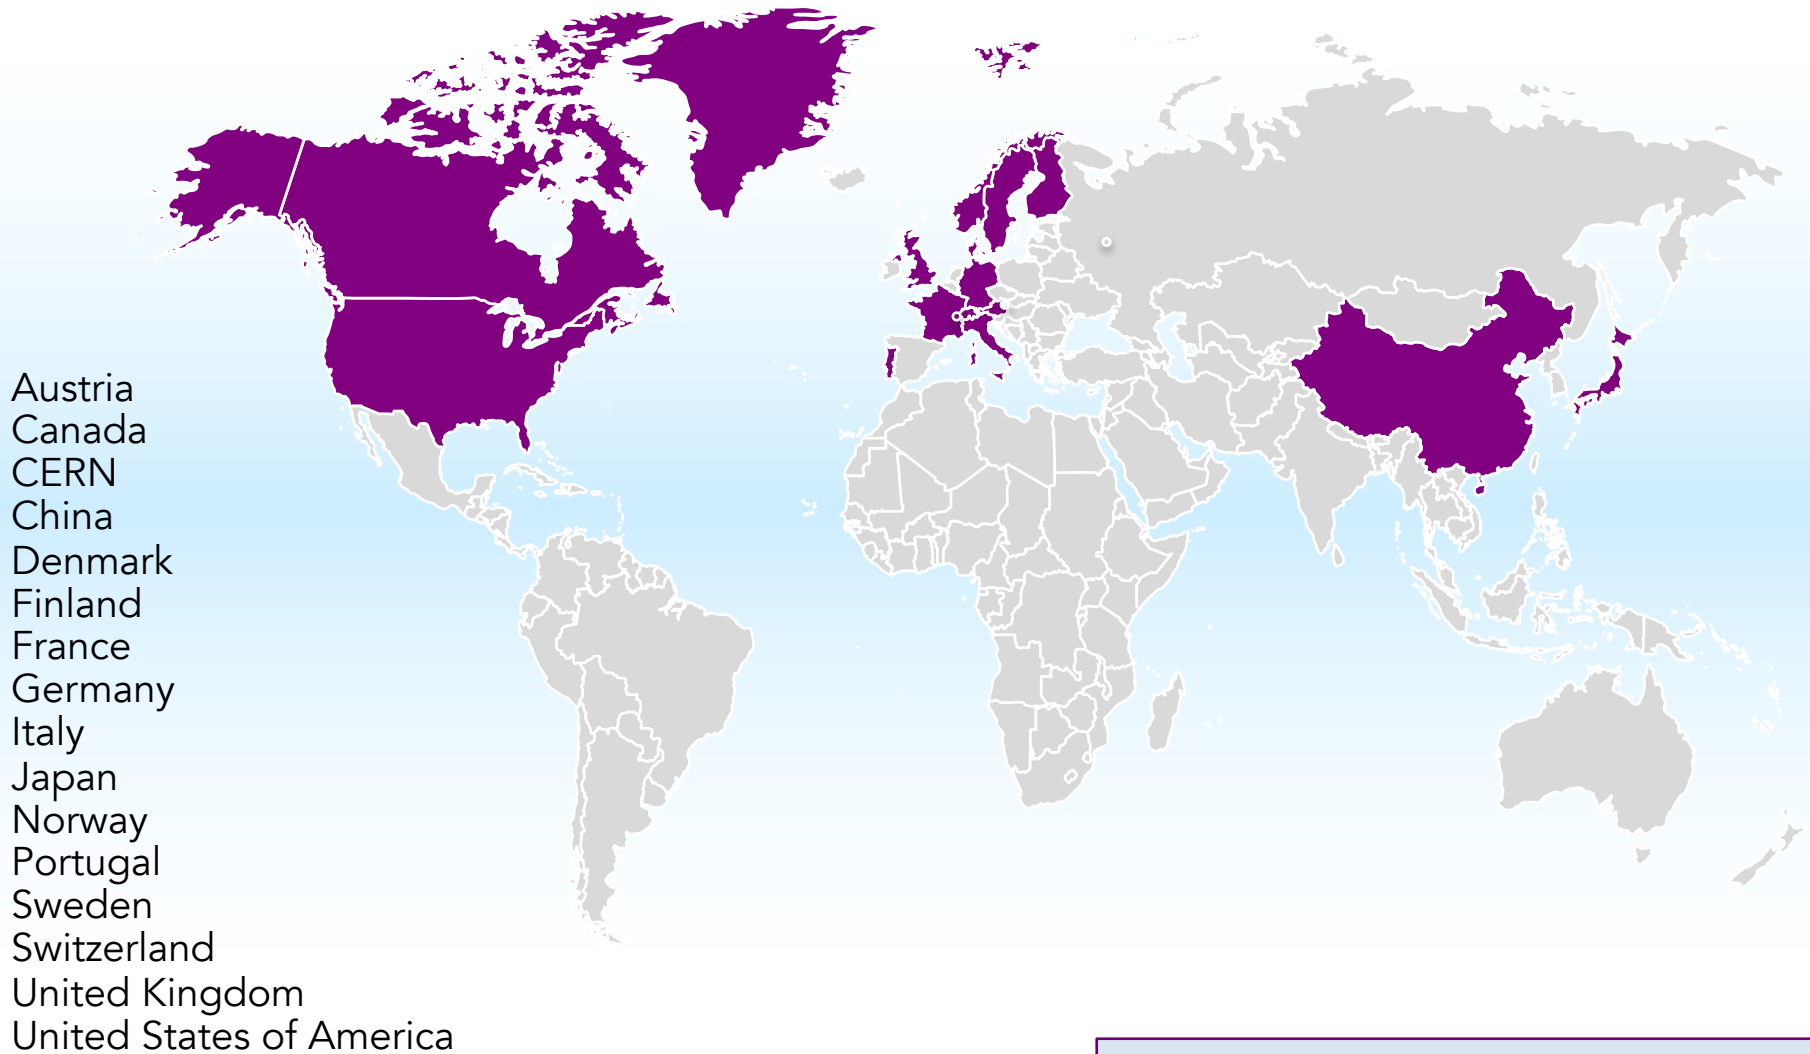 Austria
Canada
CERN
China
Denmark
Finland
France
Germany
Italy
Japan
Norway
Portugal
Sweden
Switzerland
United Kingdom
United States of America